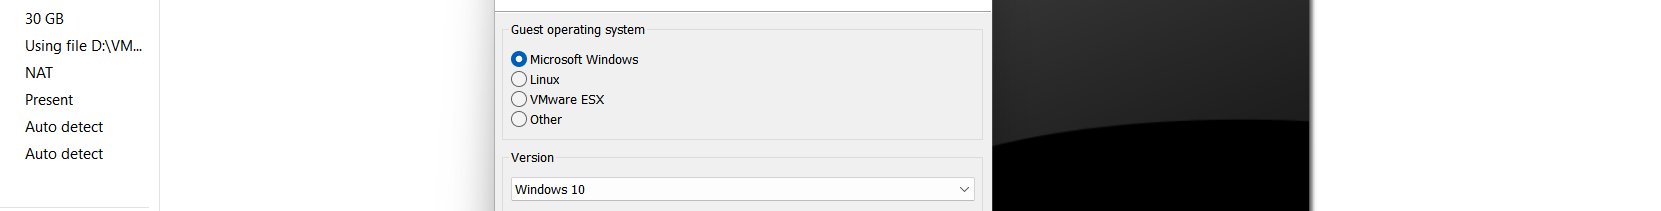 30 GB
Using file D:\VM...
NAT
Present
Auto detect
Auto detect
Guest operating system
Microsoft Windows
Linux
VMware ESX
Other
Version
Windows 10